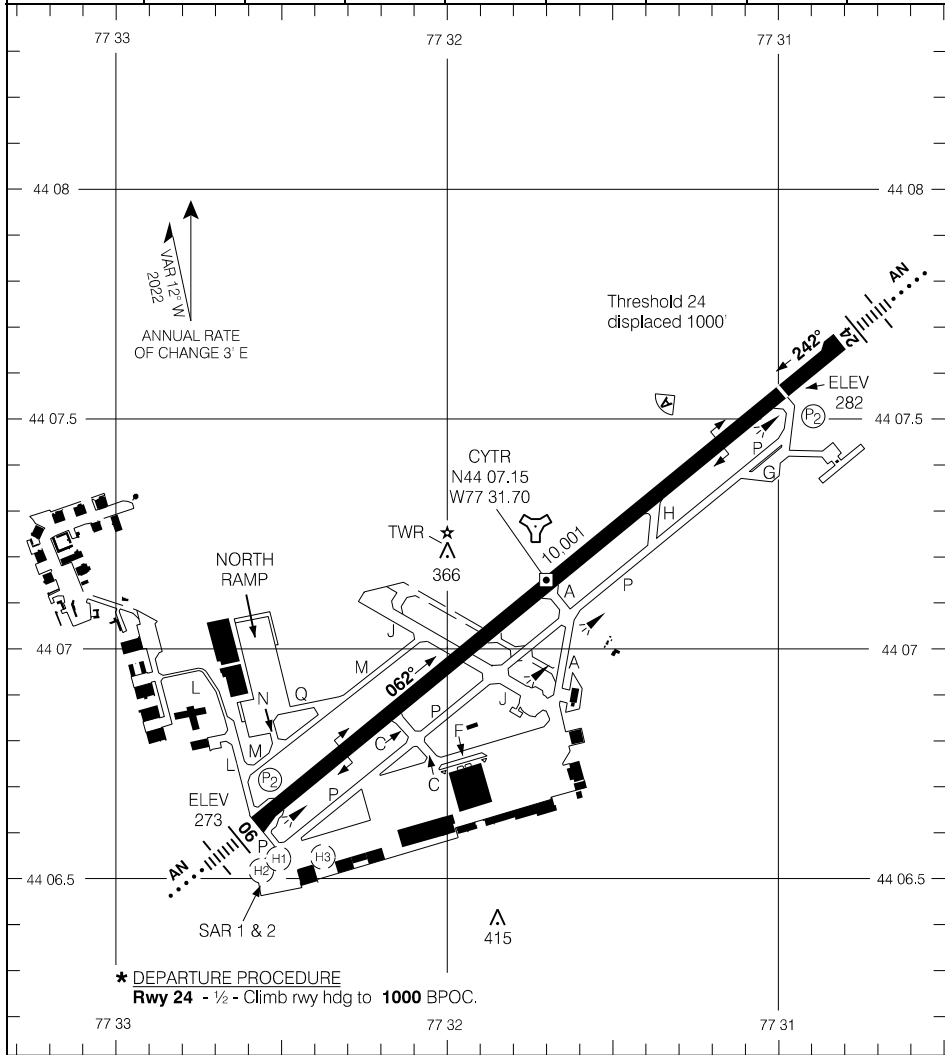 77 33
77 32
77 31
44 08
44 08
VAR 12° W
2022
ANNUAL RATE
OF CHANGE 3' E
AN
Threshold 24
displaced 1000'
24
242°
ELEV
282
P2
44 07.5
44 07.5
A
P
G
CYTR
N44 07.15
W77 31.70
H
10,001
TWR
366
NORTH
RAMP
A
P
J
44 07
44 07
M
062°
A
L
N
Q
P
J
C
F
M
L
C
P2
P
ELEV
273
06
P
H1
H2
H3
AN
44 06.5
44 06.5
SAR 1 & 2
415
* DEPARTURE PROCEDURE
Rwy 24 - ½ - Climb rwy hdg to 1000 BPOC.
77 33
77 32
77 31